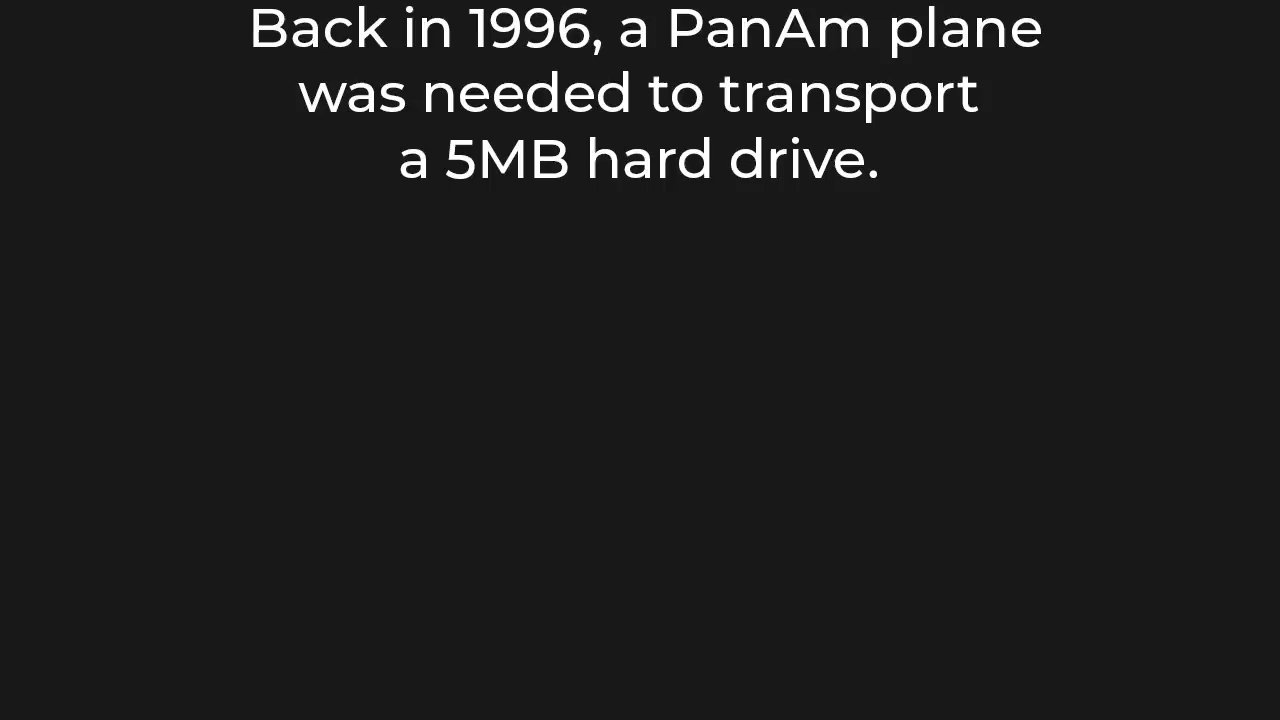 Back in 1996, a PanAm plane
was needed to transport
a 5MB hard drive.